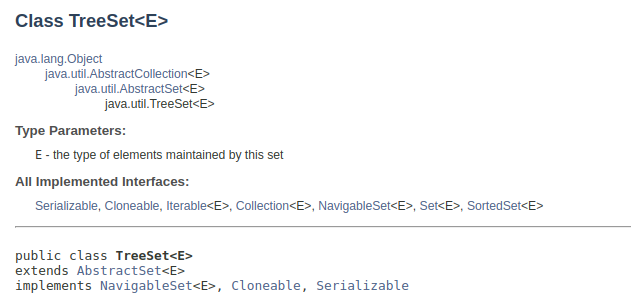 Class TreeSet<E>
java.lang.Object
java.util.AbstractCollection<E>
java.util.AbstractSet<E>
java.util.TreeSet<E>
Type Parameters:
E - the type of elements maintained by this set
All Implemented Interfaces:
Serializable, Cloneable, Iterable<E>, Collection<E>, NavigableSet<E>, Set<E>, SortedSet<E>
public class TreeSet<E>
extends AbstractSet<E>
implements NavigableSet<E>, Cloneable, Serializable